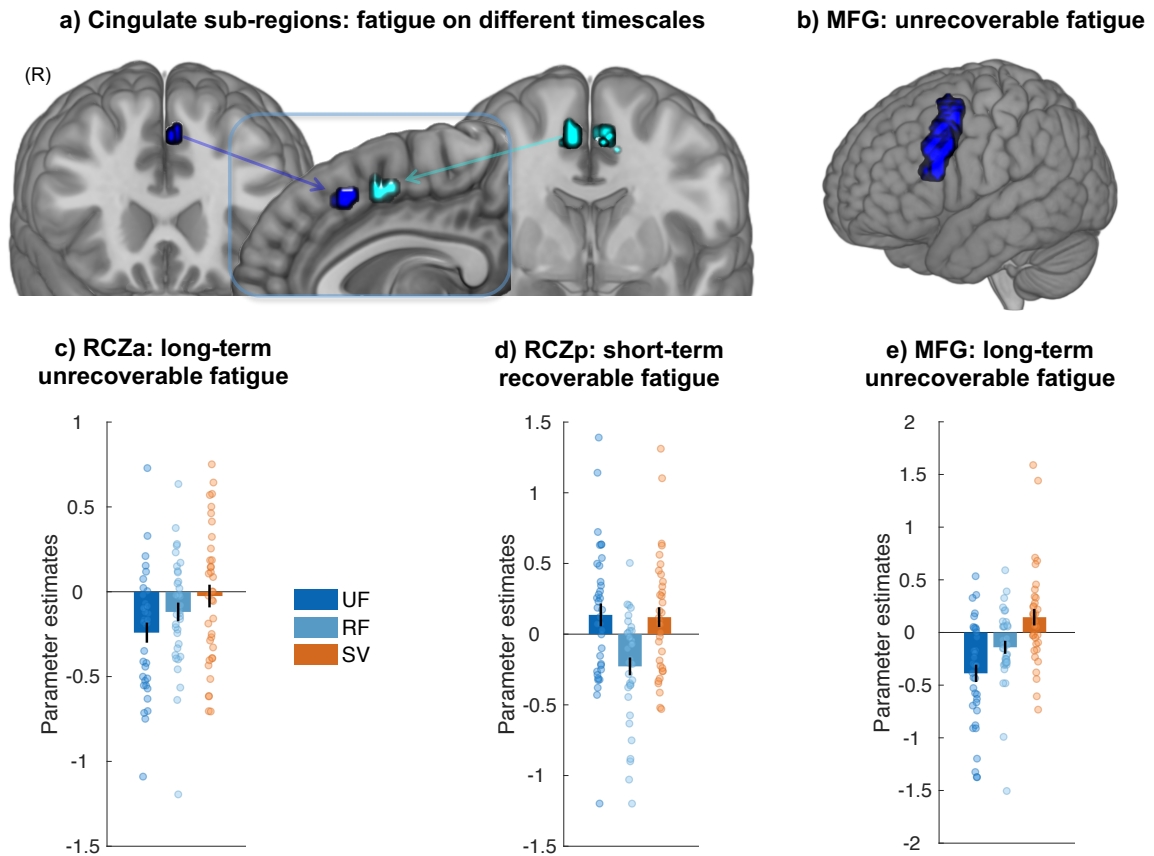 a) Cingulate sub-regions: fatigue on different timescales
b) MFG: unrecoverable fatigue
(R)
c) RCZa: long-term
unrecoverable fatigue
d) RCZp: short-term
recoverable fatigue
e) MFG: long-term
unrecoverable fatigue
Parameter estimates
1
0.5
0
-0.5
-1
-1.5
UF
RF
SV
Parameter estimates
1.5
1
0.5
0
-0.5
-1
-1.5
Parameter estimates
2
1.5
1
0.5
0
-0.5
-1
-1.5
-2